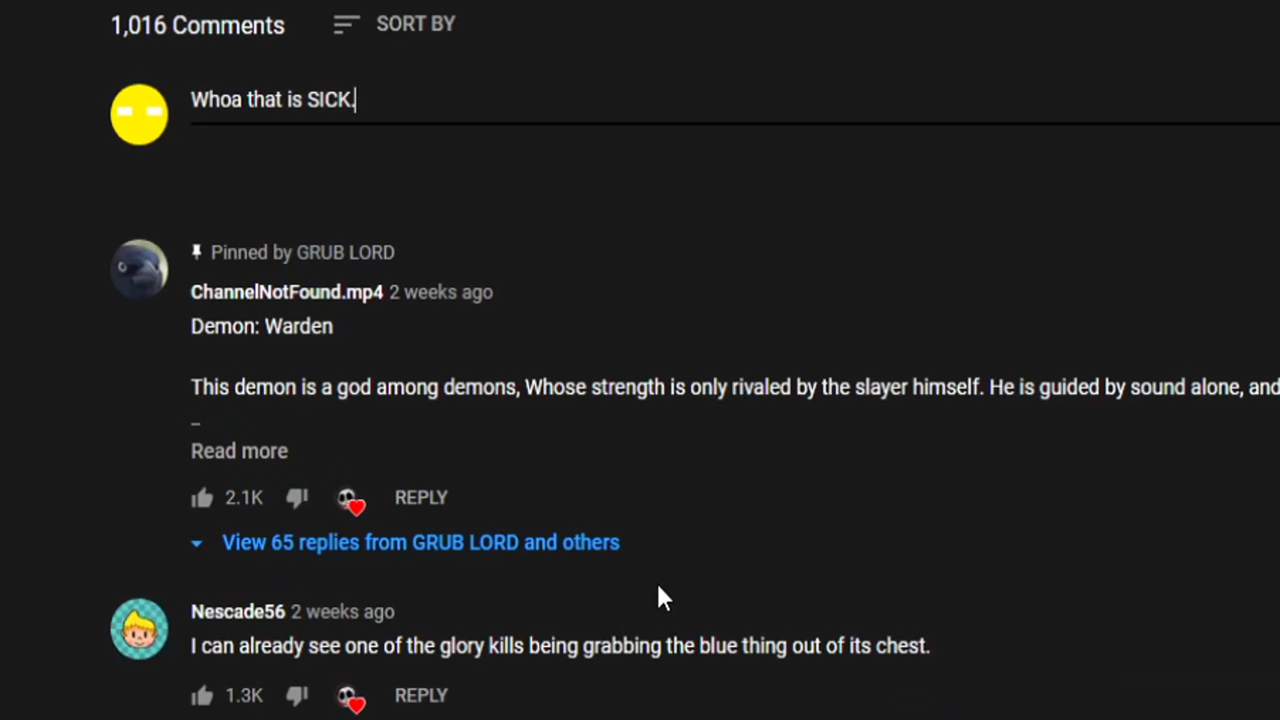 1,016 Comments SORT BY
Whoa that is SICK.
Pinned by GRUB LORD
ChannelNotFound.mp4 2 weeks ago
Demon: Warden
This demon is a god among demons, Whose strength is only rivaled by the slayer himself. He is guided by sound alone, and
_
Read more
2.1K REPLY
View 65 replies from GRUB LORD and others
Nescade56 2 weeks ago
I can already see one of the glory kills being grabbing the blue thing out of its chest.
1.3K REPLY